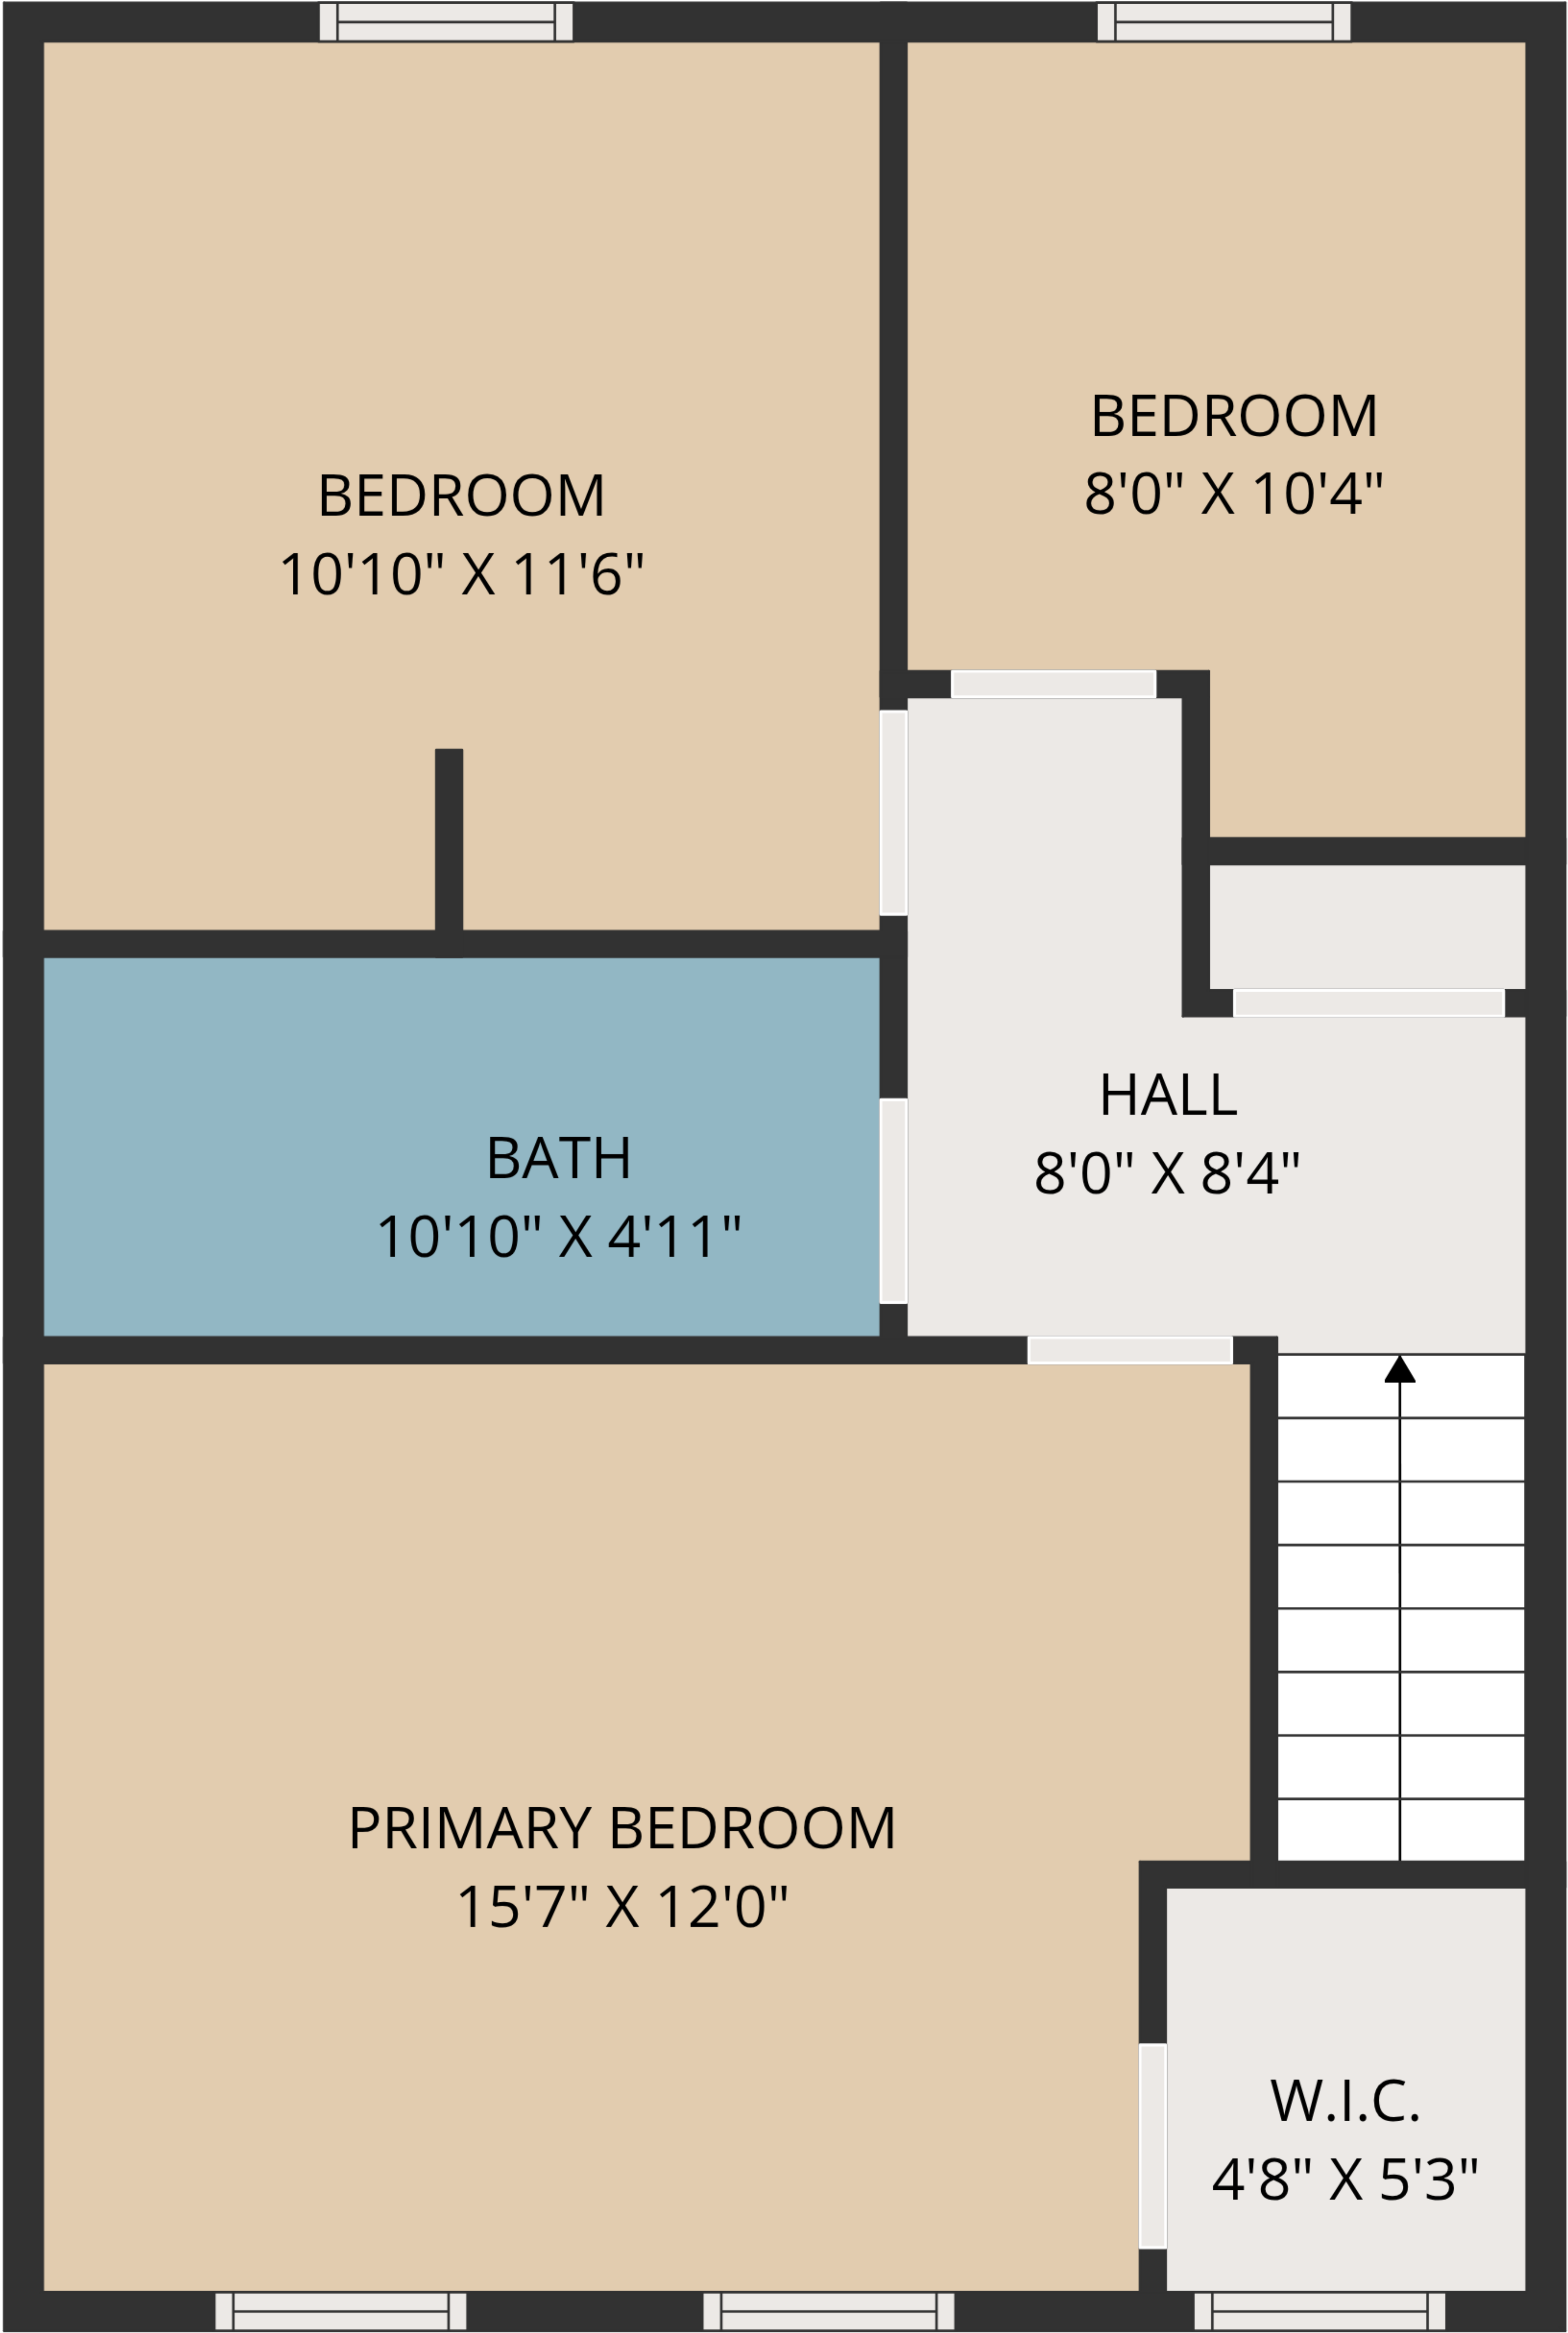 BEDROOM
10'10" X 11'6"
BEDROOM
8'0" X 10'4"
BATH
10'10" X 4'11"
HALL
8'0" X 8'4"
PRIMARY BEDROOM
15'7" X 12'0"
W.I.C.
4'8" X 5'3"